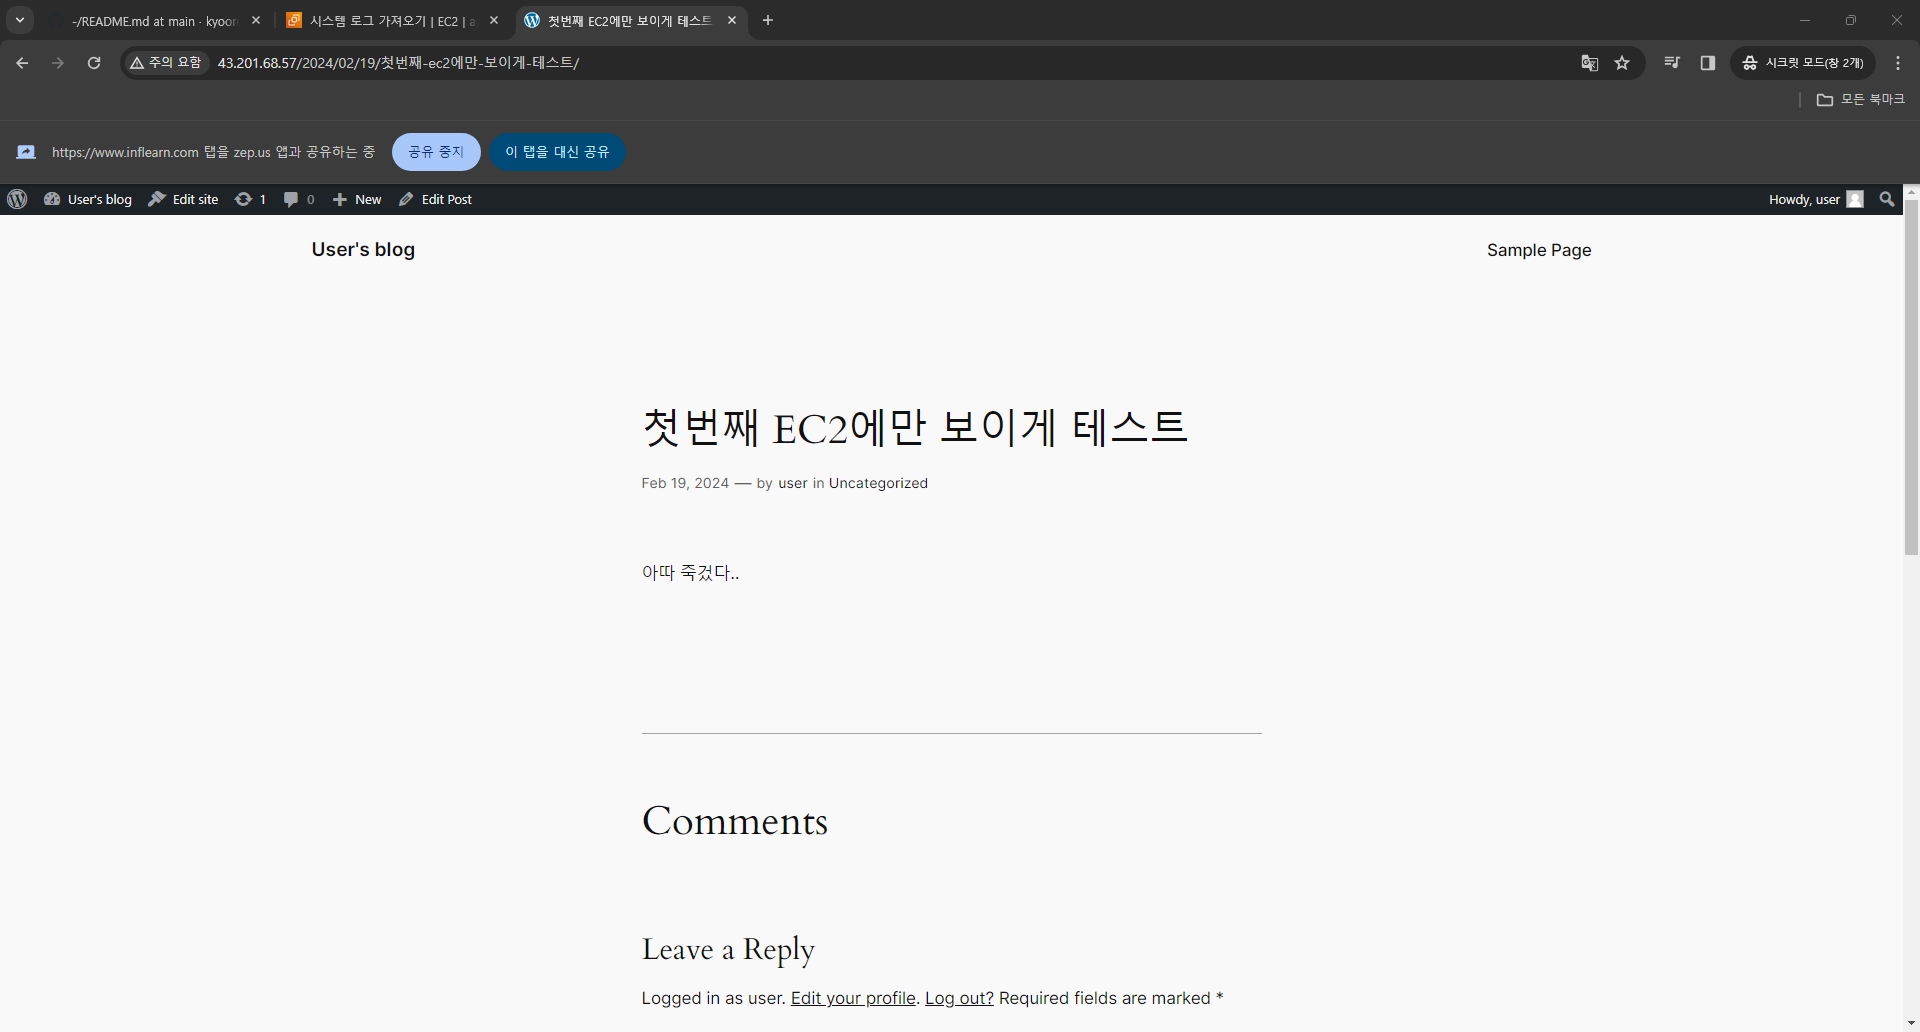 -/README.md at main · kyoor
시스템 로그 가져오기 | EC2 | a
첫번째 EC2에만 보이게 테스트
주의 요함
43.201.68.57/2024/02/19/첫번째-ec2에만-보이게-테스트/
시크릿 모드(창 2개)
모든 북마크
https://www.inflearn.com 탭을 zep.us 앱과 공유하는 중
공유 중지
이 탭을 대신 공유
User's blog
Edit site
1
0
New
Edit Post
Howdy, user
User's blog
Sample Page
첫번째 EC2에만 보이게 테스트
Feb 19, 2024 — by user in Uncategorized
아따 죽겄다..
Comments
Leave a Reply
Logged in as user. Edit your profile. Log out? Required fields are marked *